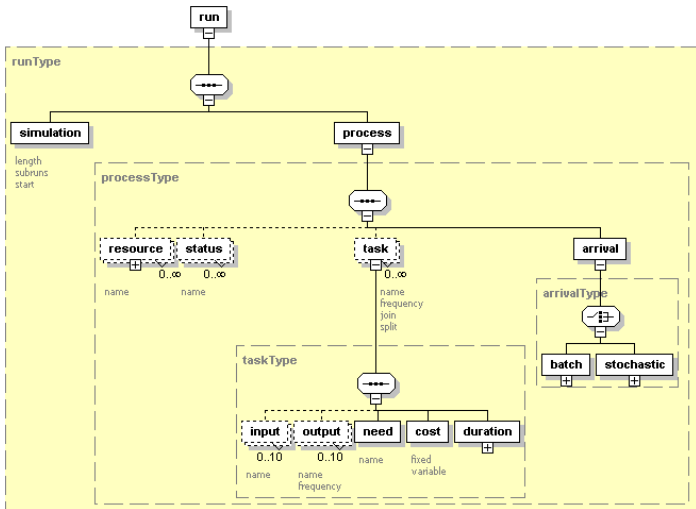 run
runType
simulation
process
length
subruns
start
processType
resource
status
task
arrival
0..∞
0..∞
0..∞
name
name
name
frequency
join
split
arrivalType
batch
stochastic
taskType
input
output
need
cost
duration
0..10
0..10
name
name
frequency
name
fixed
variable